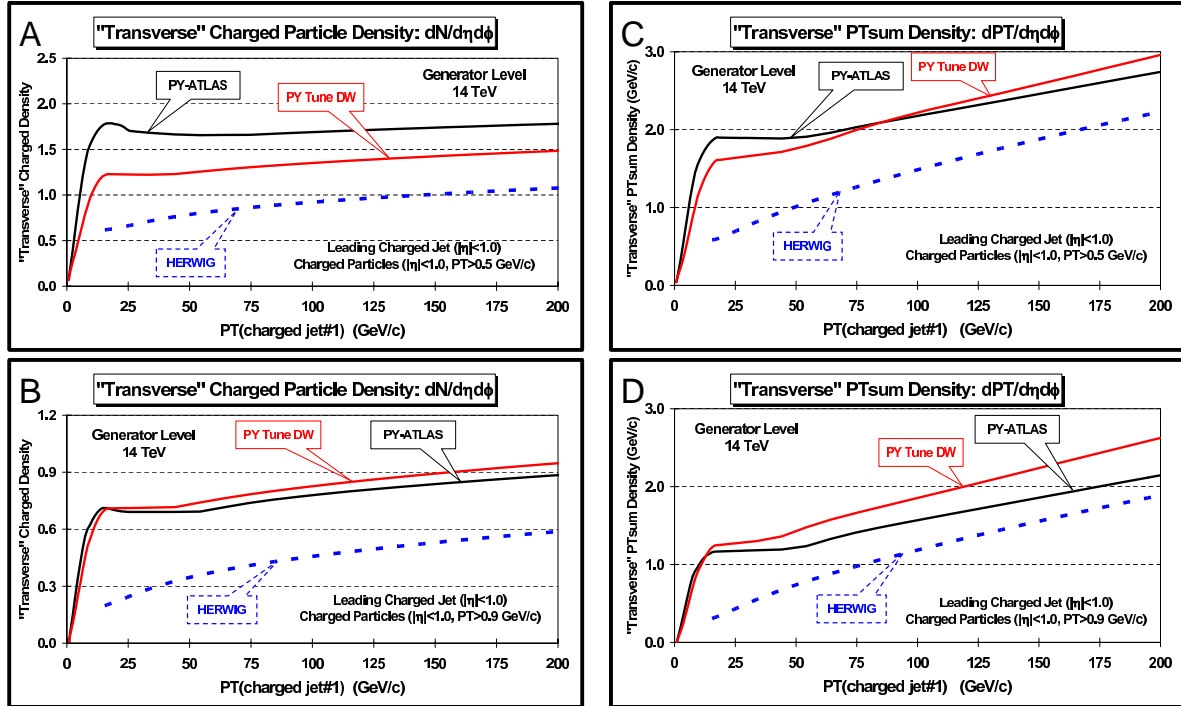 A
"Transverse" Charged Particle Density: dN/dηdϕ
2.5
2.0
1.5
1.0
0.5
0.0
"Transverse" Charged Density
PY-ATLAS
Generator Level
14 TeV
PY Tune DW
HERWIG
Leading Charged Jet (|η|<1.0)
Charged Particles (|η|<1.0, PT>0.5 GeV/c)
0 25 50 75 100 125 150 175 200
PT(charged jet#1) (GeV/c)
C
"Transverse" PTsum Density: dPT/dηdϕ
3.0
2.0
1.0
0.0
"Transverse" PTsum Density (GeV/c)
Generator Level
14 TeV
PY-ATLAS
PY Tune DW
HERWIG
Leading Charged Jet (|η|<1.0)
Charged Particles (|η|<1.0, PT>0.5 GeV/c)
0 25 50 75 100 125 150 175 200
PT(charged jet#1) (GeV/c)
B
"Transverse" Charged Particle Density: dN/dηdϕ
1.2
0.9
0.6
0.3
0.0
"Transverse" Charged Density
Generator Level
14 TeV
PY Tune DW
PY-ATLAS
HERWIG
Leading Charged Jet (|η|<1.0)
Charged Particles (|η|<1.0, PT>0.9 GeV/c)
0 25 50 75 100 125 150 175 200
PT(charged jet#1) (GeV/c)
D
"Transverse" PTsum Density: dPT/dηdϕ
3.0
2.0
1.0
0.0
"Transverse" PTsum Density (GeV/c)
Generator Level
14 TeV
PY-ATLAS
PY Tune DW
HERWIG
Leading Charged Jet (|η|<1.0)
Charged Particles (|η|<1.0, PT>0.9 GeV/c)
0 25 50 75 100 125 150 175 200
PT(charged jet#1) (GeV/c)